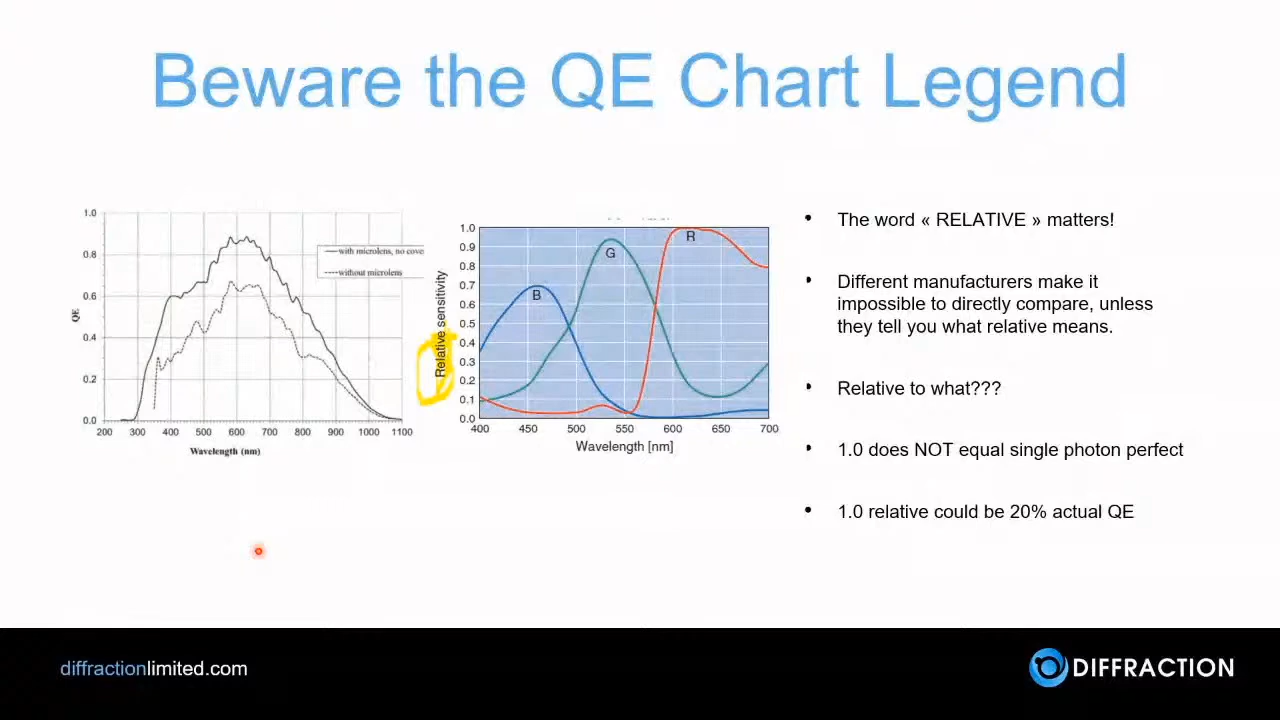 Beware the QE Chart Legend
1.0
0.8
0.6
0.4
0.2
0.0
QE
200 300 400 500 600 700 800 900 1000 1100
Wavelength (nm)
with microlens, no cove
without microlens
1.0
0.9
0.8
0.7
0.6
0.5
0.4
0.3
0.2
0.1
0.0
Relative sensitivity
B
G
R
400 450 500 550 600 650 700
Wavelength [nm]
• The word « RELATIVE » matters!
• Different manufacturers make it
impossible to directly compare, unless
they tell you what relative means.
• Relative to what???
• 1.0 does NOT equal single photon perfect
• 1.0 relative could be 20% actual QE
diffractionlimited.com
DIFFRACTION